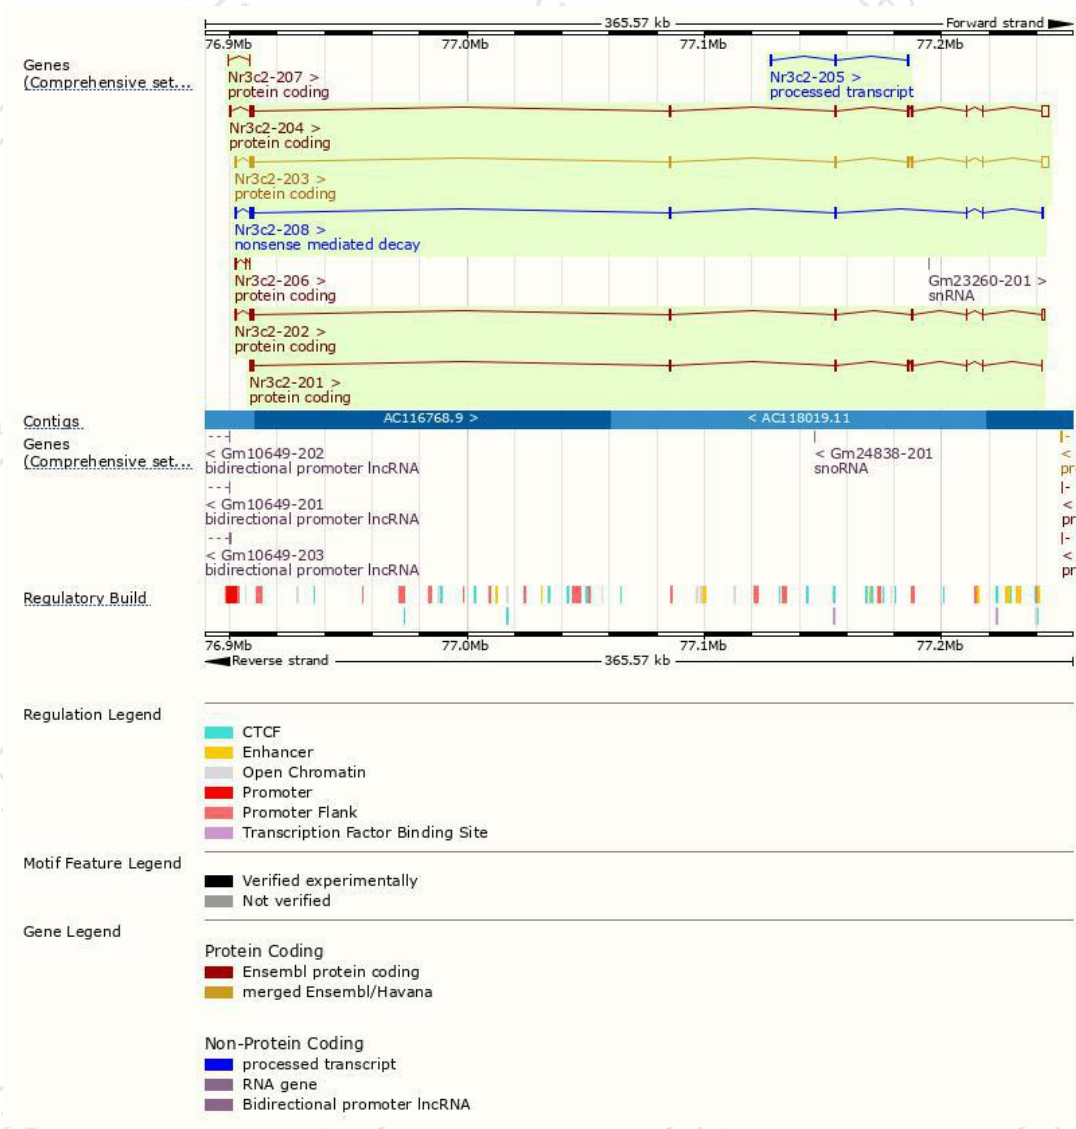 365.57 kb Forward strand
76.9Mb 77.0Mb 77.1Mb 77.2Mb
Genes
(Comprehensive set...
Nr3c2-207 >
protein coding
Nr3c2-205 >
processed transcript
Nr3c2-204 >
protein coding
Nr3c2-203 >
protein coding
Nr3c2-208 >
nonsense mediated decay
Nr3c2-206 >
protein coding
Gm23260-201 >
snRNA
Nr3c2-202 >
protein coding
Nr3c2-201 >
protein coding
Contigs
AC116768.9 > < AC118019.11
Genes
(Comprehensive set...
< Gm10649-202
bidirectional promoter lncRNA
< Gm24838-201
snoRNA
<
pr
< Gm10649-201
bidirectional promoter lncRNA
<
pr
< Gm10649-203
bidirectional promoter lncRNA
<
pr
Regulatory Build
76.9Mb 77.0Mb 77.1Mb 77.2Mb
Reverse strand 365.57 kb
Regulation Legend
CTCF
Enhancer
Open Chromatin
Promoter
Promoter Flank
Transcription Factor Binding Site
Motif Feature Legend
Verified experimentally
Not verified
Gene Legend
Protein Coding
Ensembl protein coding
merged Ensembl/Havana
Non-Protein Coding
processed transcript
RNA gene
Bidirectional promoter lncRNA